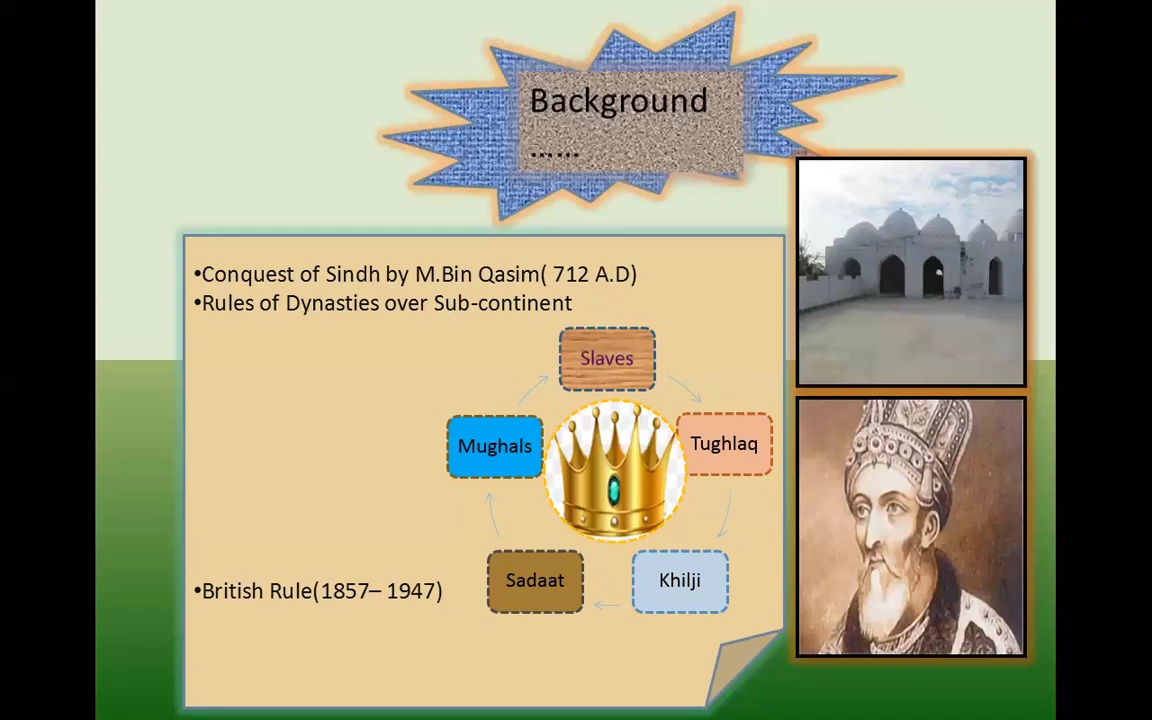 Background
......
•Conquest of Sindh by M.Bin Qasim( 712 A.D)
•Rules of Dynasties over Sub-continent
Slaves
Mughals
Tughlaq
Sadaat
Khilji
•British Rule(1857– 1947)